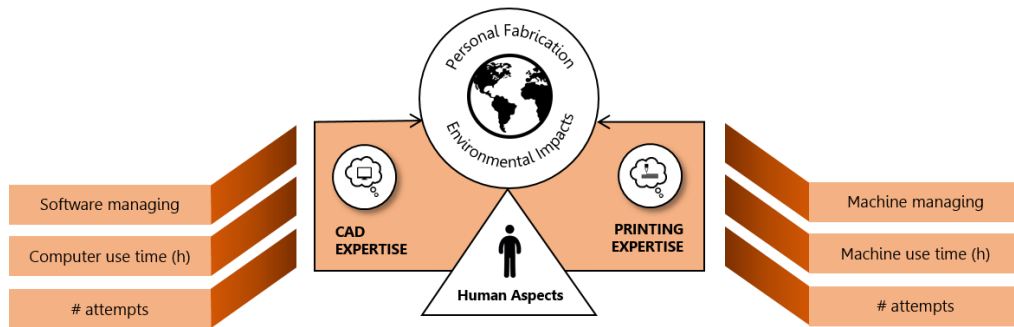 Personal Fabrication
Environmental Impacts
Software managing
Computer use time (h)
# attempts
CAD
EXPERTISE
Human Aspects
PRINTING
EXPERTISE
Machine managing
Machine use time (h)
# attempts